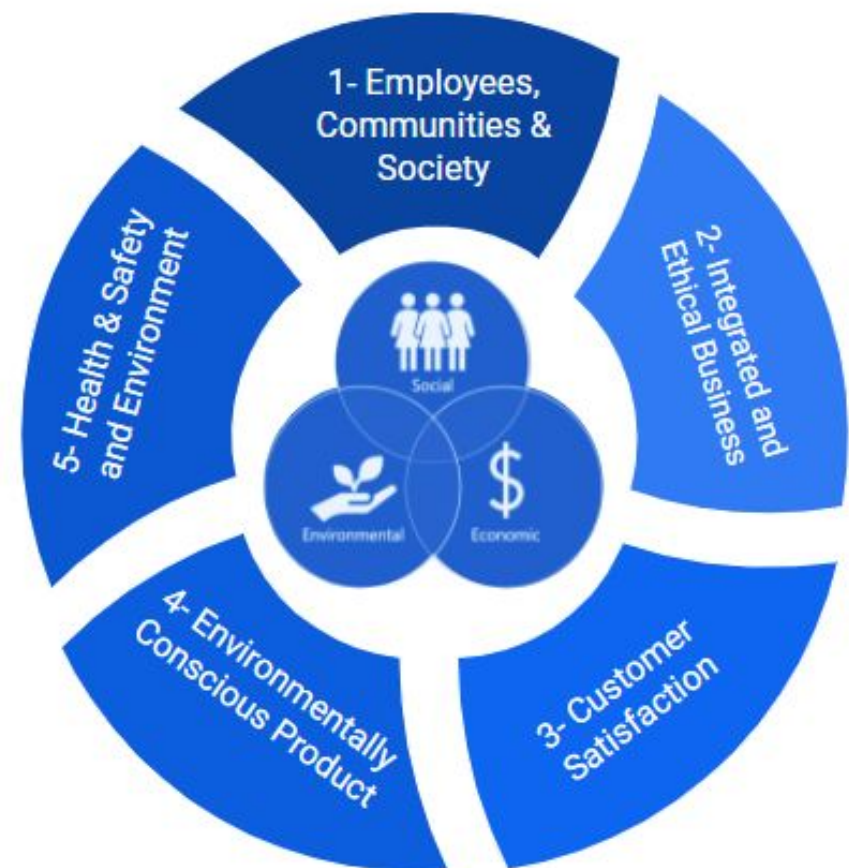 1- Employees,
Communities &
Society
2- Integrated and
Ethical Business
3- Customer
Satisfaction
4- Environmentally
Conscious Product
5- Health & Safety
and Environment
Social
Environmental
Economic